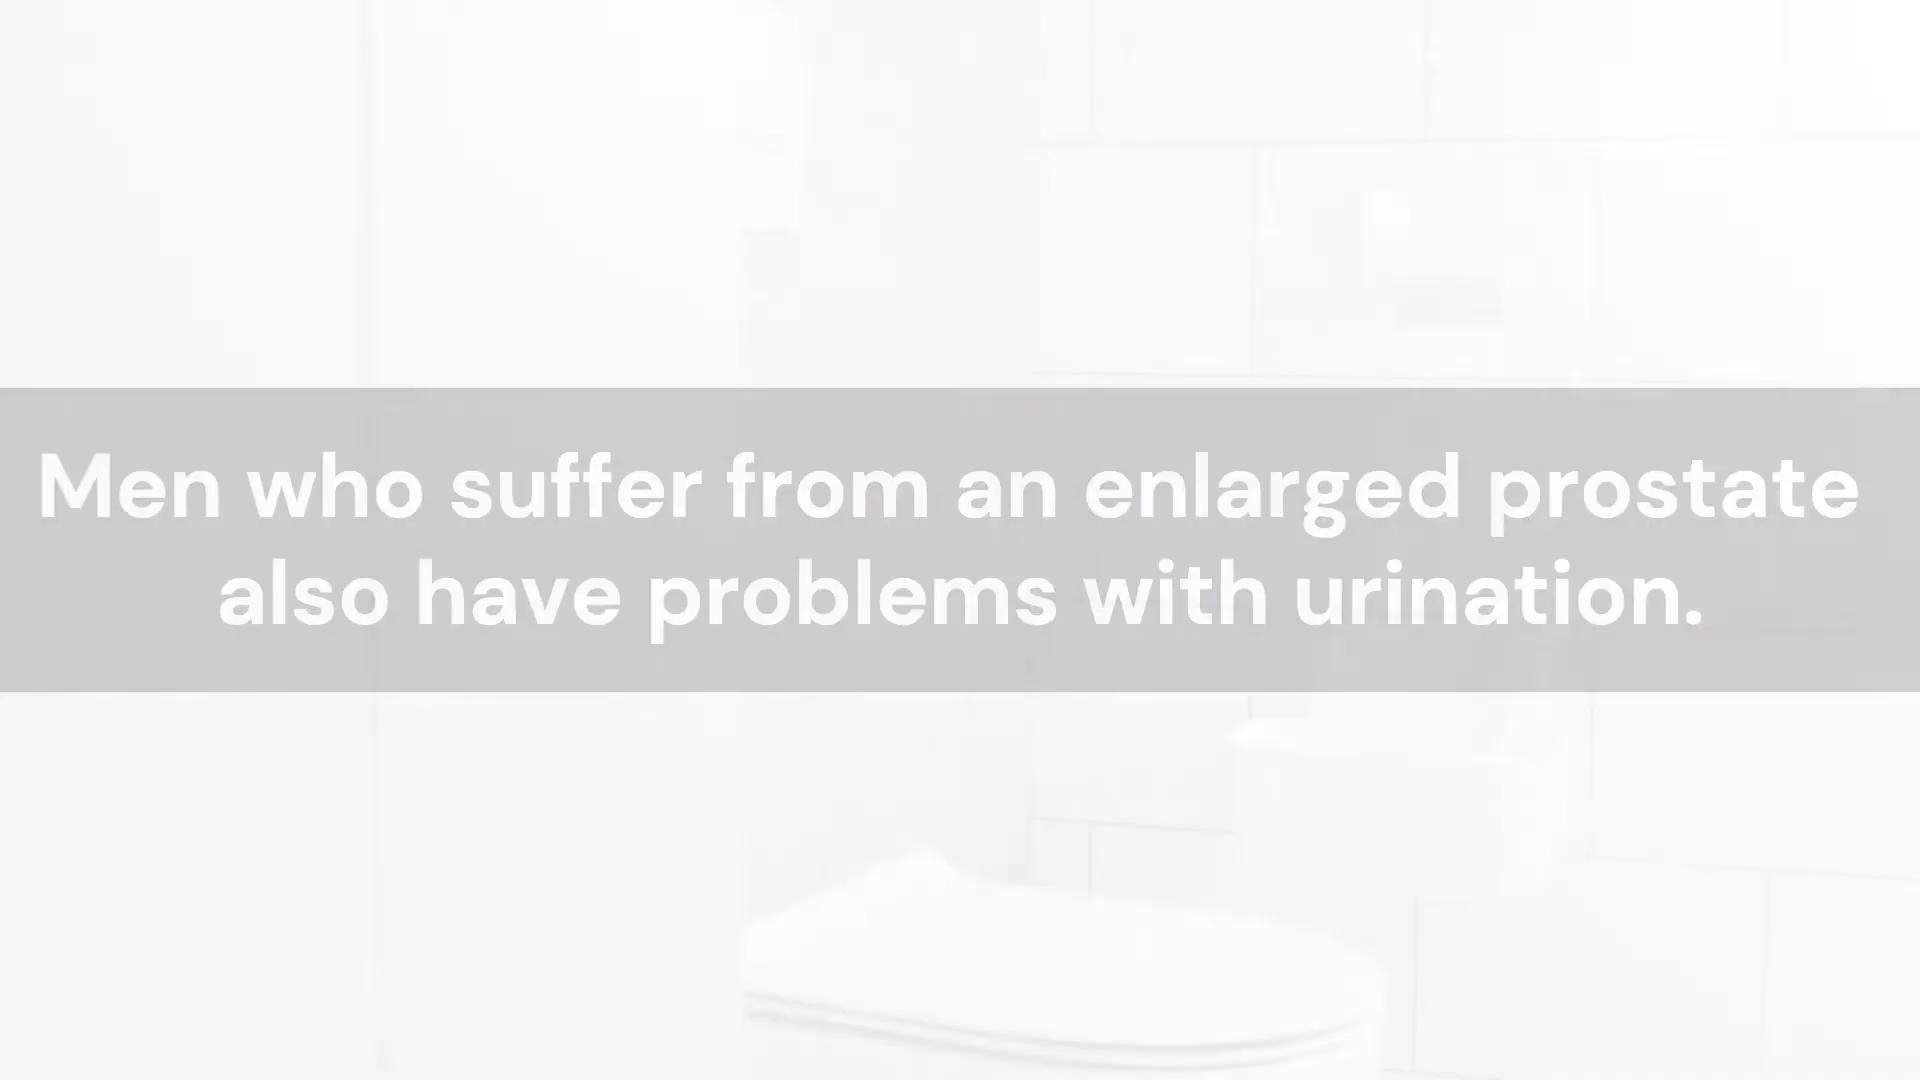 Men who suffer from an enlarged prostate
also have problems with urination.